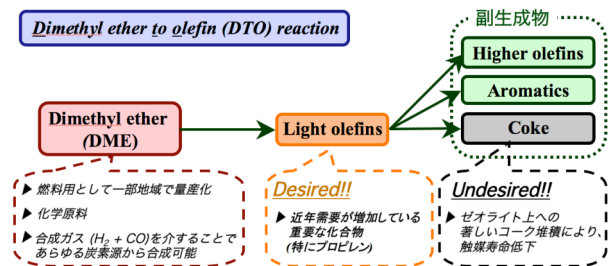 Dimethyl ether to olefin (DTO) reaction
副生成物
Higher olefins
Aromatics
Coke
Dimethyl ether
(DME)
Light olefins
▶ 燃料用として一部地域で量産化
▶ 化学原料
▶ 合成ガス (H₂ + CO)を介することで
あらゆる炭素源から合成可能
Desired!!
▶ 近年需要が増加している
重要な化合物
(特にプロピレン)
Undesired!!
▶ ゼオライト上への
著しいコーク堆積により、
触媒寿命低下